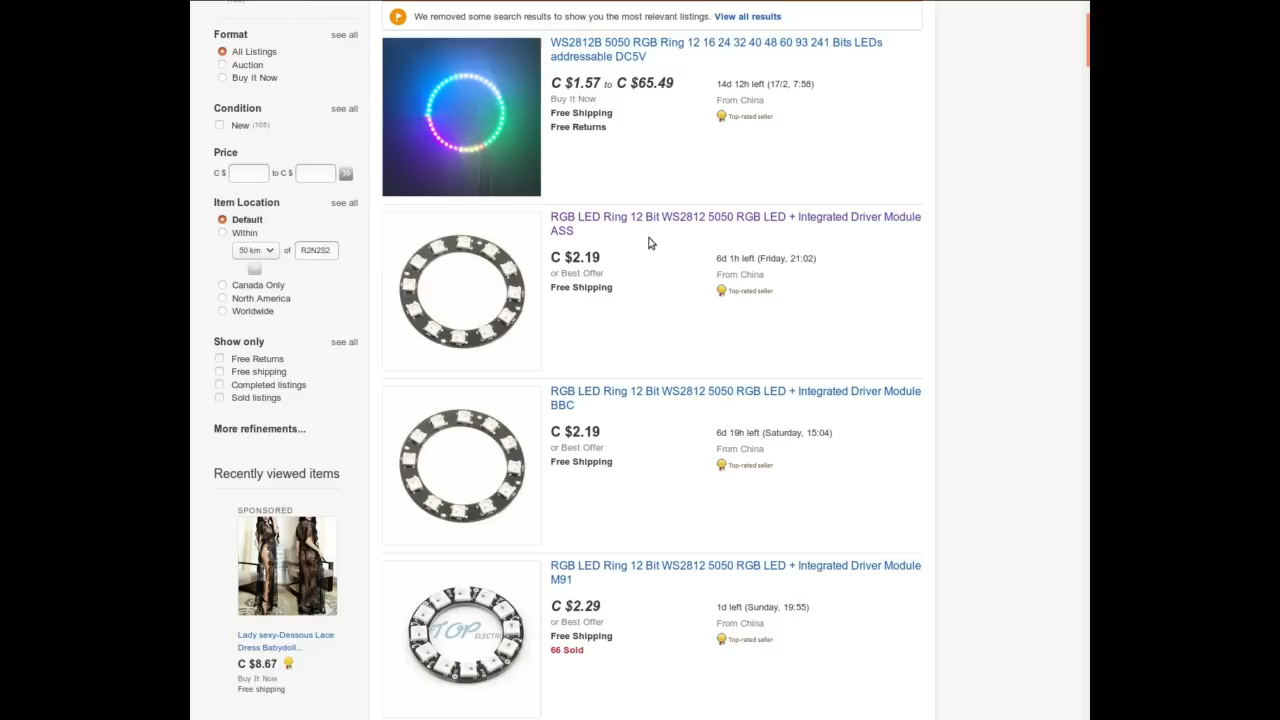 We removed some search results to show you the most relevant listings. View all results
Format
see all
All Listings
Auction
Buy It Now
Condition
see all
New (105)
Price
C $
to C $
Item Location
see all
Default
Within
50 km
of
R2N2S2
Canada Only
North America
Worldwide
Show only
see all
Free Returns
Free shipping
Completed listings
Sold listings
More refinements...
Recently viewed items
SPONSORED
Lady sexy-Dessous Lace
Dress Babydoll...
C $8.67
Buy It Now
Free shipping
WS2812B 5050 RGB Ring 12 16 24 32 40 48 60 93 241 Bits LEDs
addressable DC5V
C $1.57 to C $65.49
14d 12h left (17/2, 7:58)
Buy It Now
From China
Free Shipping
Top-rated seller
Free Returns
RGB LED Ring 12 Bit WS2812 5050 RGB LED + Integrated Driver Module
ASS
C $2.19
6d 1h left (Friday, 21:02)
or Best Offer
From China
Free Shipping
Top-rated seller
RGB LED Ring 12 Bit WS2812 5050 RGB LED + Integrated Driver Module
BBC
C $2.19
6d 19h left (Saturday, 15:04)
or Best Offer
From China
Free Shipping
Top-rated seller
RGB LED Ring 12 Bit WS2812 5050 RGB LED + Integrated Driver Module
M91
C $2.29
1d left (Sunday, 19:55)
or Best Offer
From China
Free Shipping
Top-rated seller
66 Sold
TOP